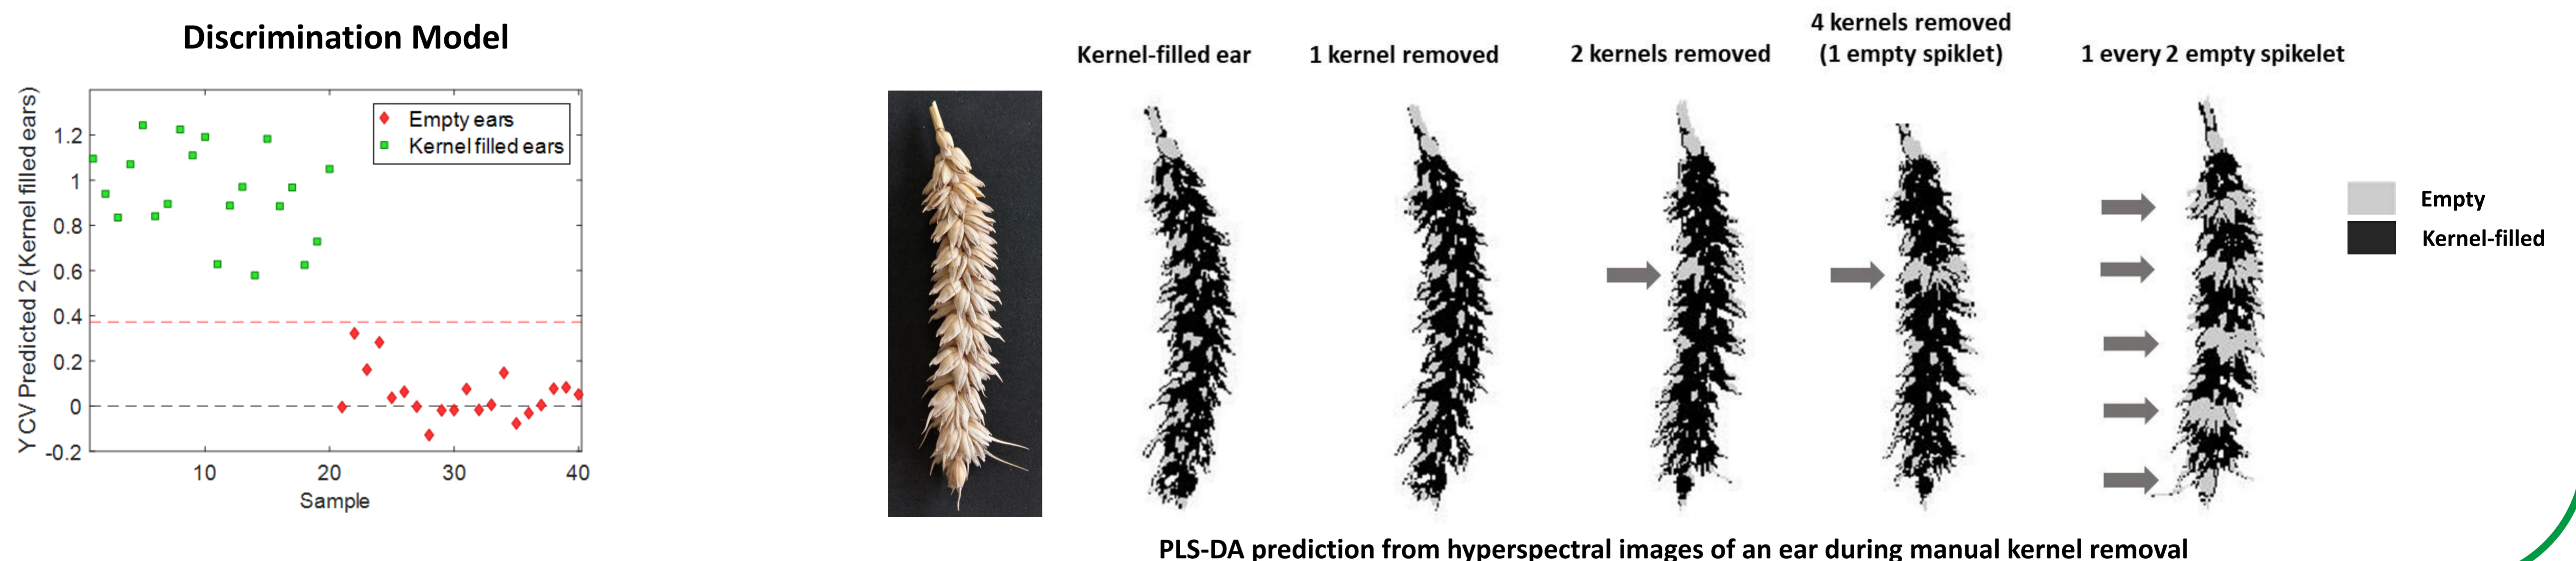 Discrimination Model
Y CV Predicted 2 (Kernel filled ears)
1.2
1
0.8
0.6
0.4
0.2
0
-0.2
10
20
30
40
Sample
Empty ears
Kernel filled ears
Kernel-filled ear
1 kernel removed
2 kernels removed
4 kernels removed
(1 empty spiklet)
1 every 2 empty spikelet
Empty
Kernel-filled
PLS-DA prediction from hyperspectral images of an ear during manual kernel removal